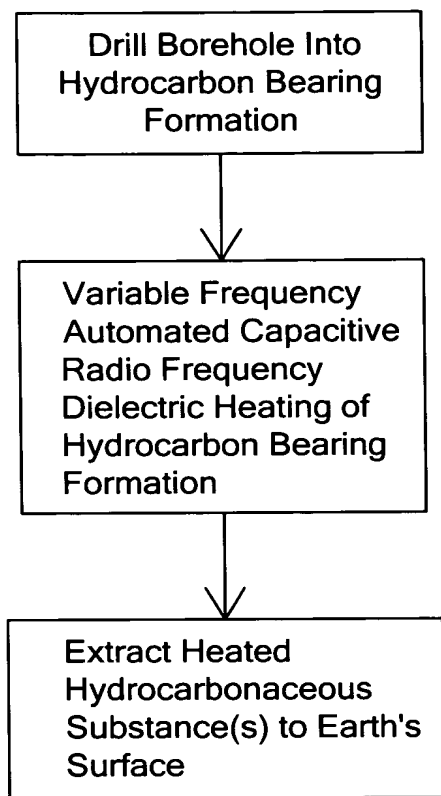 Drill Borehole Into
Hydrocarbon Bearing
Formation
Variable Frequency
Automated Capacitive
Radio Frequency
Dielectric Heating of
Hydrocarbon Bearing
Formation
Extract Heated
Hydrocarbonaceous
Substance(s) to Earth's
Surface